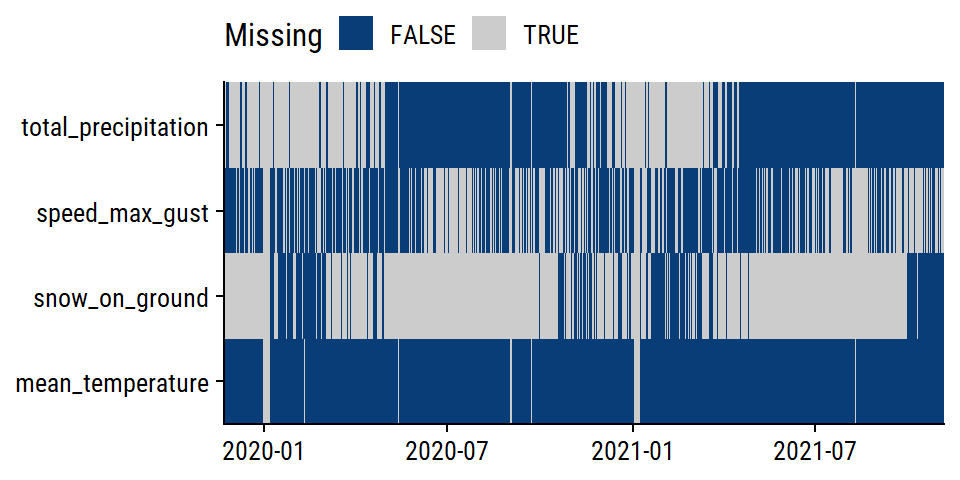 Missing FALSE TRUE
total_precipitation
speed_max_gust
snow_on_ground
mean_temperature
2020-01 2020-07 2021-01 2021-07